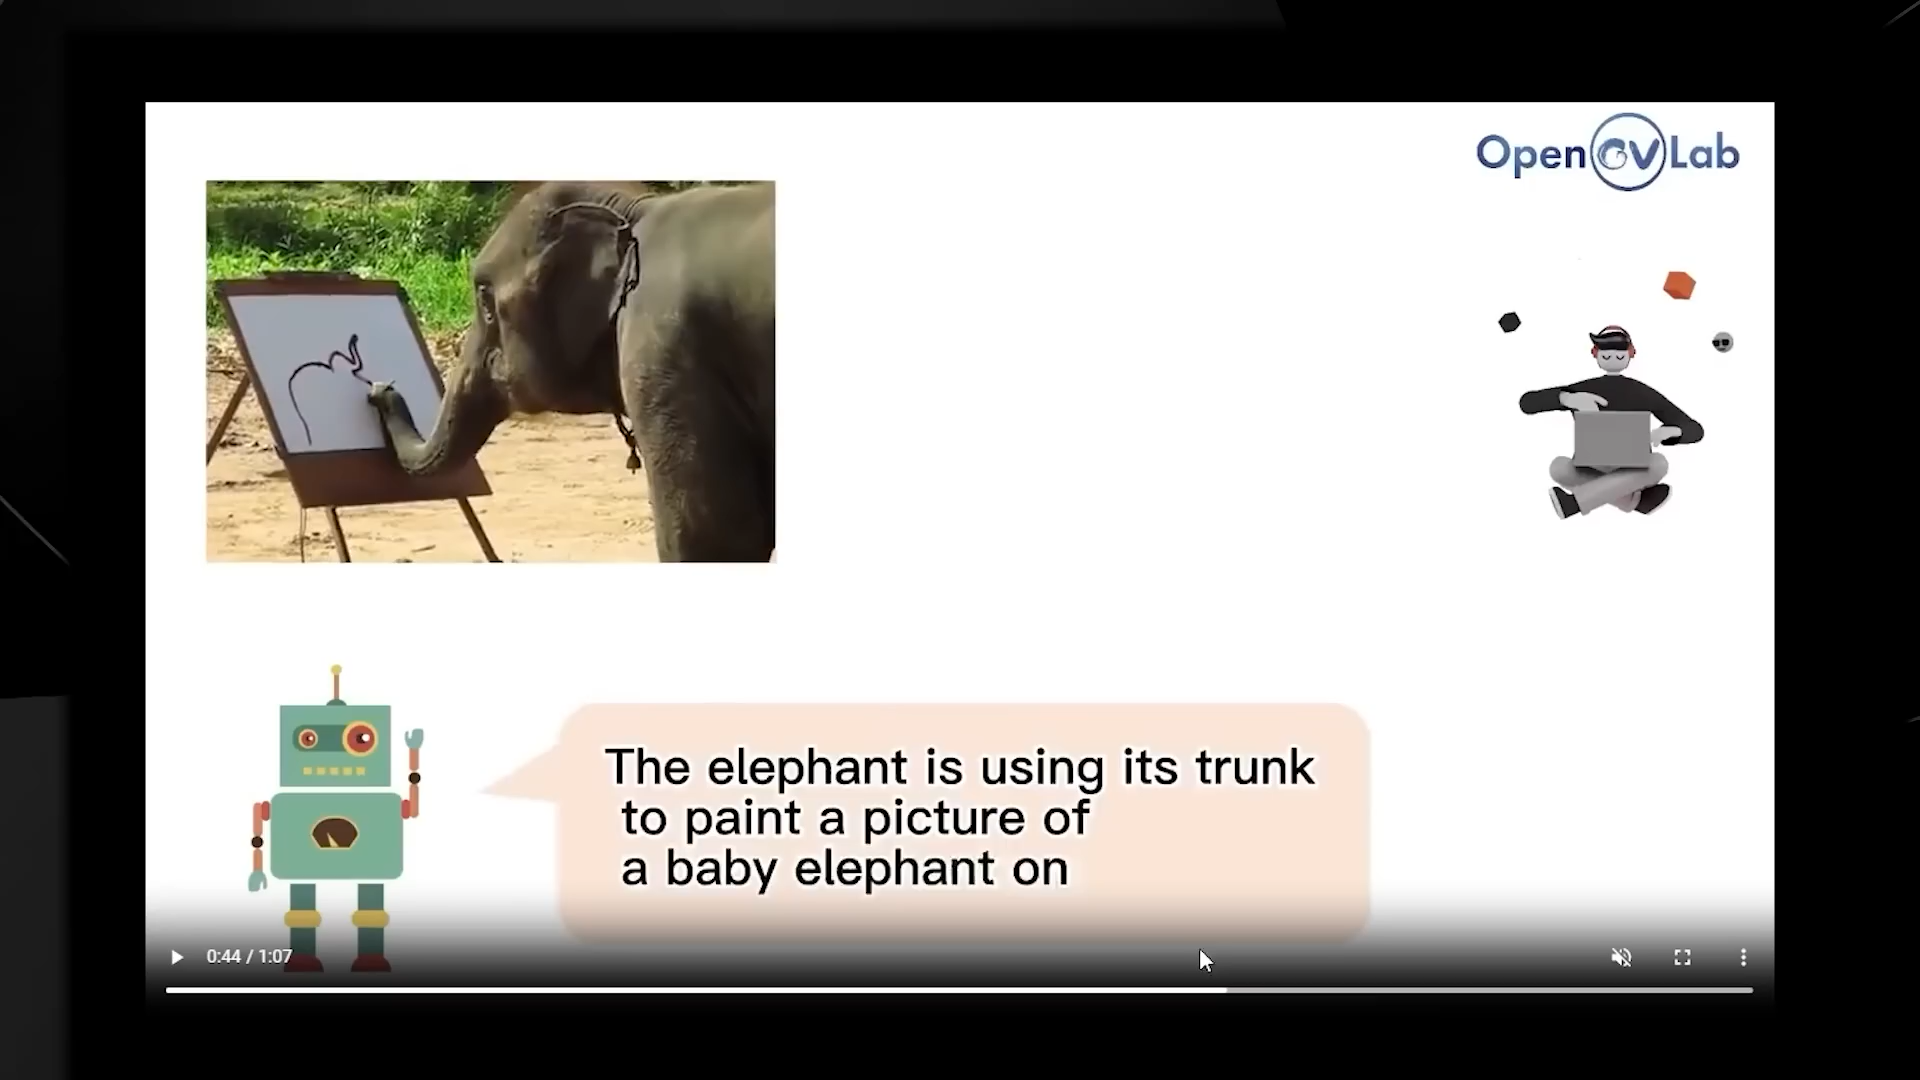 OpenGVLab
The elephant is using its trunk
to paint a picture of
a baby elephant on
0:44 / 1:07